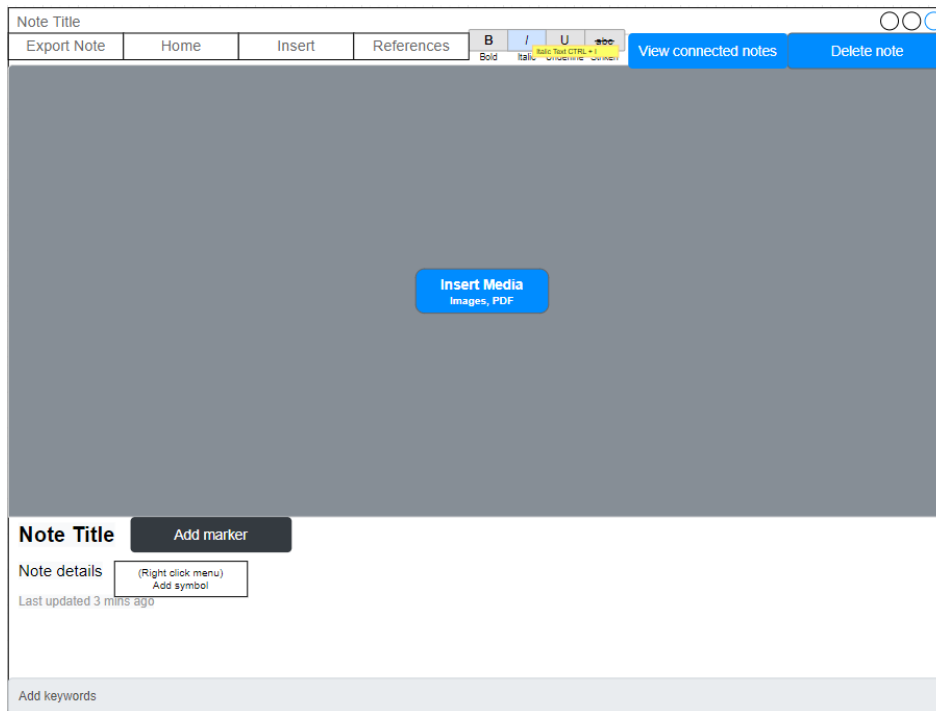 Note Title
Export Note Home Insert References B I U abc View connected notes Delete note
Italic Text CTRL + I
Bold Italic Underline Striken
Insert Media
Images, PDF
Note Title Add marker
Note details
(Right click menu)
Add symbol
Last updated 3 mins ago
Add keywords